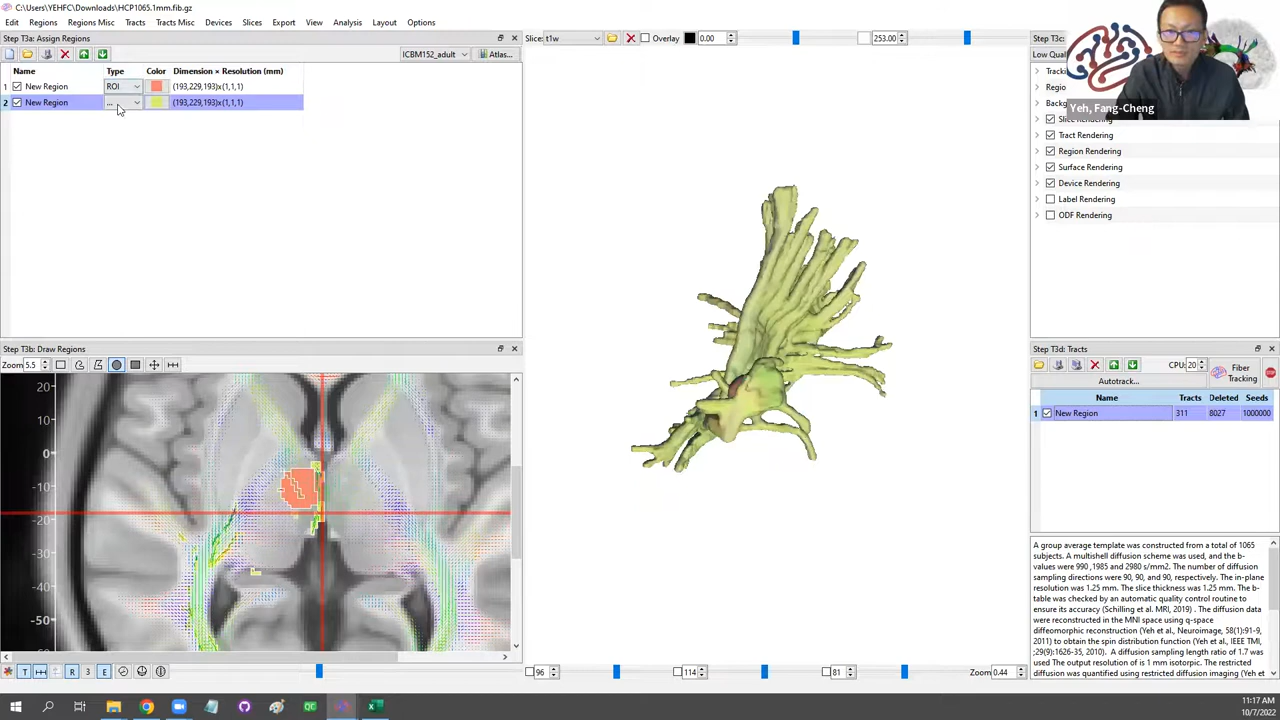 C:\Users\YEHFC\Downloads\HCP1065.1mm.fib.gz
Edit Regions Regions Misc Tracts Tracts Misc Devices Slices Export View Analysis Layout Options
Step T3a: Assign Regions
ICBM152_adult
Atlas...
Name Type Color Dimension × Resolution (mm)
1 New Region ROI (193,229,193)x(1,1,1)
2 New Region ... (193,229,193)x(1,1,1)
Step T3b: Draw Regions
Zoom 5.5
20
10
0
-10
-20
-30
-40
-50
T R 3 E
Slice: t1w Overlay 0.00 253.00
96 114 81 Zoom 0.44
Step T3c:
Low Quality
Yeh, Fang-Cheng
Slice Rendering
Tract Rendering
Region Rendering
Surface Rendering
Device Rendering
Label Rendering
ODF Rendering
Step T3d: Tracts
CPU: 20
Fiber
Tracking
Autotrack...
Name Tracts Deleted Seeds
1 New Region 311 8027 1000000
A group average template was constructed from a total of 1065
subjects. A multishell diffusion scheme was used, and the b-
values were 990 ,1985 and 2980 s/mm2. The number of diffusion
sampling directions were 90, 90, and 90, respectively. The in-plane
resolution was 1.25 mm. The slice thickness was 1.25 mm. The b-
table was checked by an automatic quality control routine to
ensure its accuracy (Schilling et al. MRI, 2019) . The diffusion data
were reconstructed in the MNI space using q-space
diffeomorphic reconstruction (Yeh et al., Neuroimage, 58(1):91-9,
2011) to obtain the spin distribution function (Yeh et al., IEEE TMI,
;29(9):1626-35, 2010). A diffusion sampling length ratio of 1.7 was
used The output resolution of is 1 mm isotorpic. The restricted
diffusion was quantified using restricted diffusion imaging (Yeh et
11:17 AM
10/7/2022